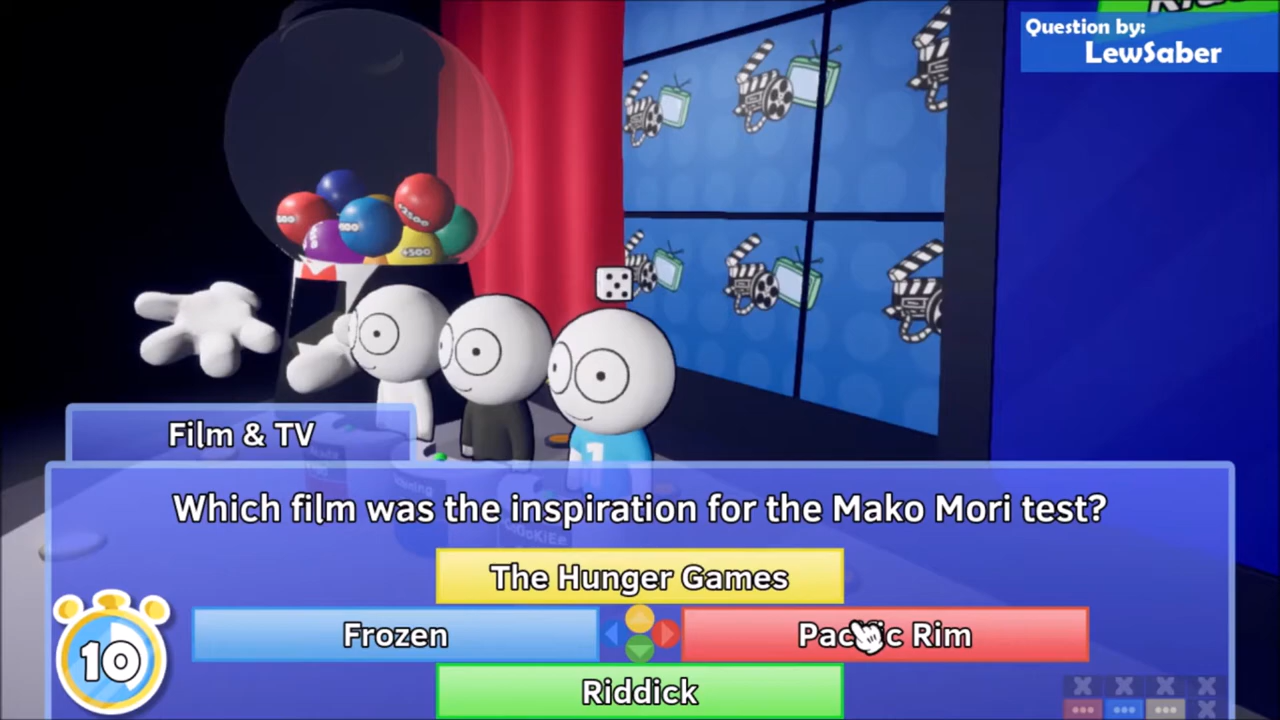 Question by:
LewSaber
+500
Film & TV
Which film was the inspiration for the Mako Mori test?
The Hunger Games
Frozen
Pacific Rim
Riddick
10